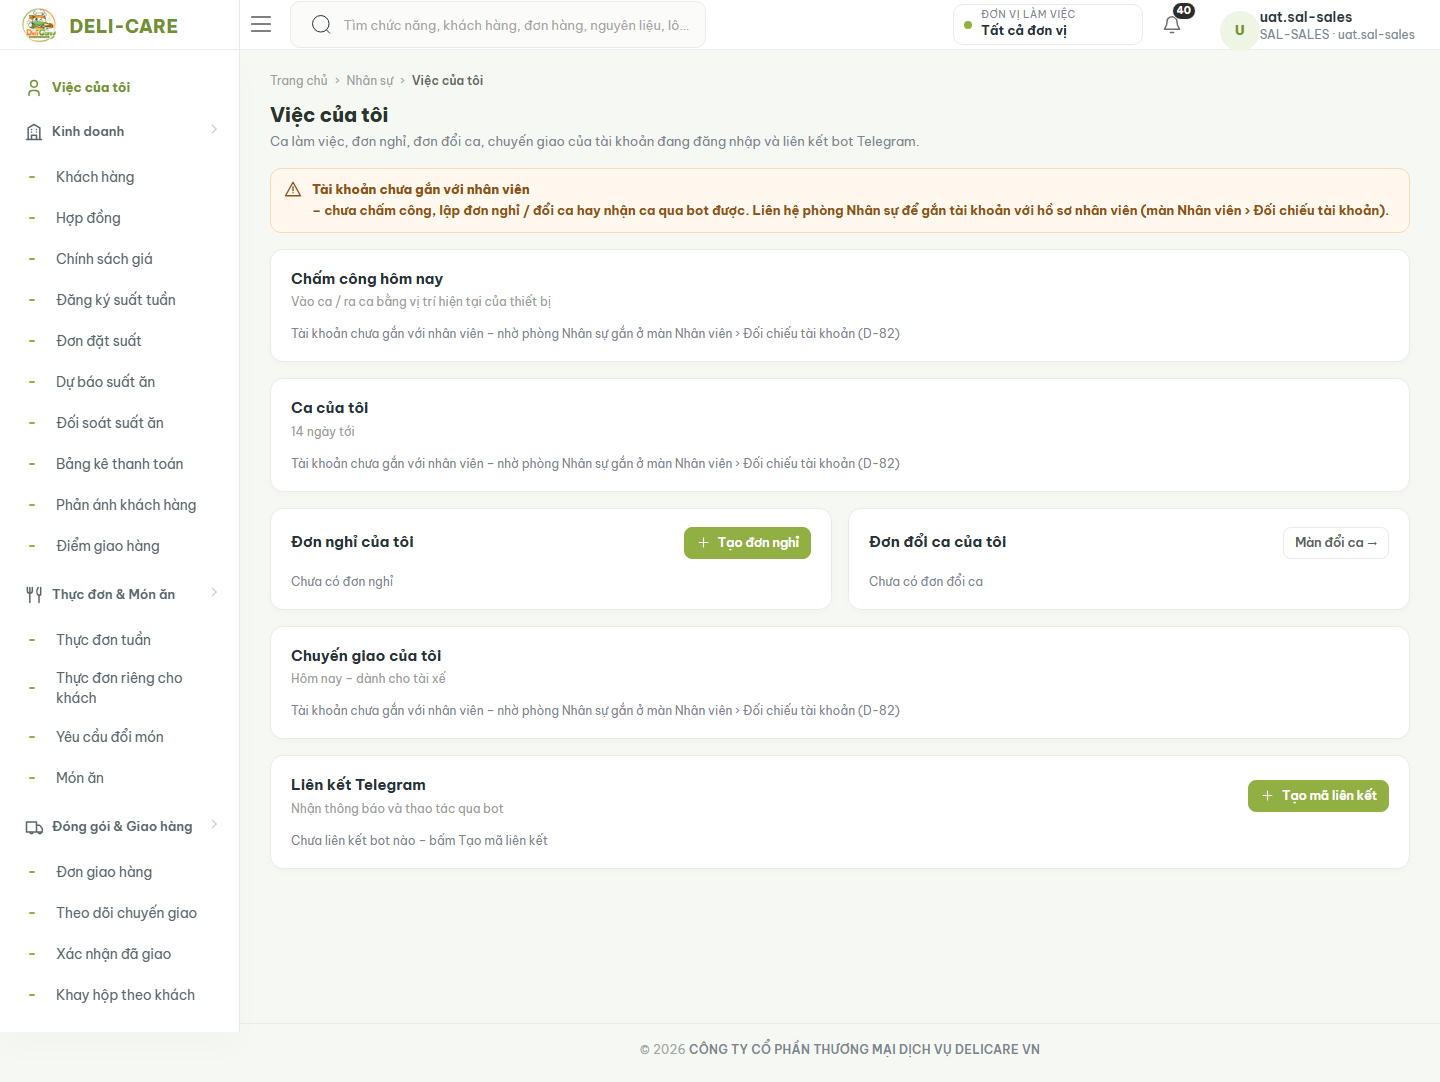 DELI-CARE
Tìm chức năng, khách hàng, đơn hàng, nguyên liệu, lô...
ĐƠN VỊ LÀM VIỆC
Tất cả đơn vị
40
U
uat.sal-sales
SAL-SALES · uat.sal-sales
Việc của tôi
Kinh doanh
Khách hàng
Hợp đồng
Chính sách giá
Đăng ký suất tuần
Đơn đặt suất
Dự báo suất ăn
Đối soát suất ăn
Bảng kê thanh toán
Phản ánh khách hàng
Điểm giao hàng
Thực đơn & Món ăn
Thực đơn tuần
Thực đơn riêng cho
khách
Yêu cầu đổi món
Món ăn
Đóng gói & Giao hàng
Đơn giao hàng
Theo dõi chuyến giao
Xác nhận đã giao
Khay hộp theo khách
Trang chủ › Nhân sự › Việc của tôi
Việc của tôi
Ca làm việc, đơn nghỉ, đơn đổi ca, chuyến giao của tài khoản đang đăng nhập và liên kết bot Telegram.
Tài khoản chưa gắn với nhân viên
– chưa chấm công, lập đơn nghỉ / đổi ca hay nhận ca qua bot được. Liên hệ phòng Nhân sự để gắn tài khoản với hồ sơ nhân viên (màn Nhân viên › Đối chiếu tài khoản).
Chấm công hôm nay
Vào ca / ra ca bằng vị trí hiện tại của thiết bị
Tài khoản chưa gắn với nhân viên – nhờ phòng Nhân sự gắn ở màn Nhân viên › Đối chiếu tài khoản (D-82)
Ca của tôi
14 ngày tới
Tài khoản chưa gắn với nhân viên – nhờ phòng Nhân sự gắn ở màn Nhân viên › Đối chiếu tài khoản (D-82)
Đơn nghỉ của tôi
+ Tạo đơn nghỉ
Chưa có đơn nghỉ
Đơn đổi ca của tôi
Màn đổi ca →
Chưa có đơn đổi ca
Chuyến giao của tôi
Hôm nay – dành cho tài xế
Tài khoản chưa gắn với nhân viên – nhờ phòng Nhân sự gắn ở màn Nhân viên › Đối chiếu tài khoản (D-82)
Liên kết Telegram
Nhận thông báo và thao tác qua bot
+ Tạo mã liên kết
Chưa liên kết bot nào – bấm Tạo mã liên kết
© 2026 CÔNG TY CỔ PHẦN THƯƠNG MẠI DỊCH VỤ DELICARE VN